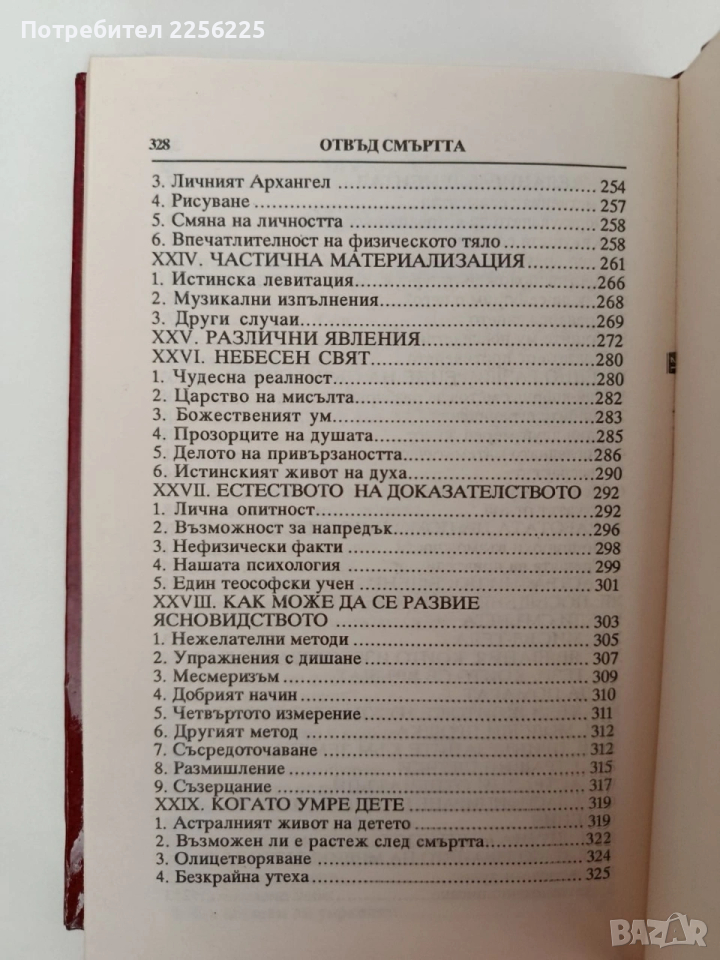 Потребител 2256225
328 ОТВЪД СМЪРТТА
3. Личният Архангел ........ 254
4. Рисуване ........ 257
5. Смяна на личността ........ 258
6. Впечатлителност на физическото тяло ........ 258
XXIV. ЧАСТИЧНА МАТЕРИАЛИЗАЦИЯ ........ 261
1. Истинска левитация ........ 266
2. Музикални изпълнения ........ 268
3. Други случаи ........ 269
XXV. РАЗЛИЧНИ ЯВЛЕНИЯ ........ 272
XXVI. НЕБЕСЕН СВЯТ ........ 280
1. Чудесна реалност ........ 280
2. Царство на мисълта ........ 282
3. Божественият ум ........ 283
4. Прозорците на душата ........ 285
5. Делото на привързаността ........ 286
6. Истинският живот на духа ........ 290
XXVII. ЕСТЕСТВОТО НА ДОКАЗАТЕЛСТВОТО 292
1. Лична опитност ........ 292
2. Възможност за напредък ........ 296
3. Нефизически факти ........ 298
4. Нашата психология ........ 299
5. Един теософски учен ........ 301
XXVIII. КАК МОЖЕ ДА СЕ РАЗВИЕ
ЯСНОВИДСТВОТО ........ 303
1. Нежелателни методи ........ 305
2. Упражнения с дишане ........ 307
3. Месмеризъм ........ 309
4. Добрият начин ........ 310
5. Четвъртото измерение ........ 311
6. Другият метод ........ 312
7. Съсредоточаване ........ 312
8. Размишление ........ 315
9. Съзерцание ........ 317
XXIX. КОГАТО УМРЕ ДЕТЕ ........ 319
1. Астралният живот на детето ........ 319
2. Възможен ли е растеж след смъртта ........ 322
3. Олицетворяване ........ 324
4. Безкрайна утеха ........ 325
BAZAR